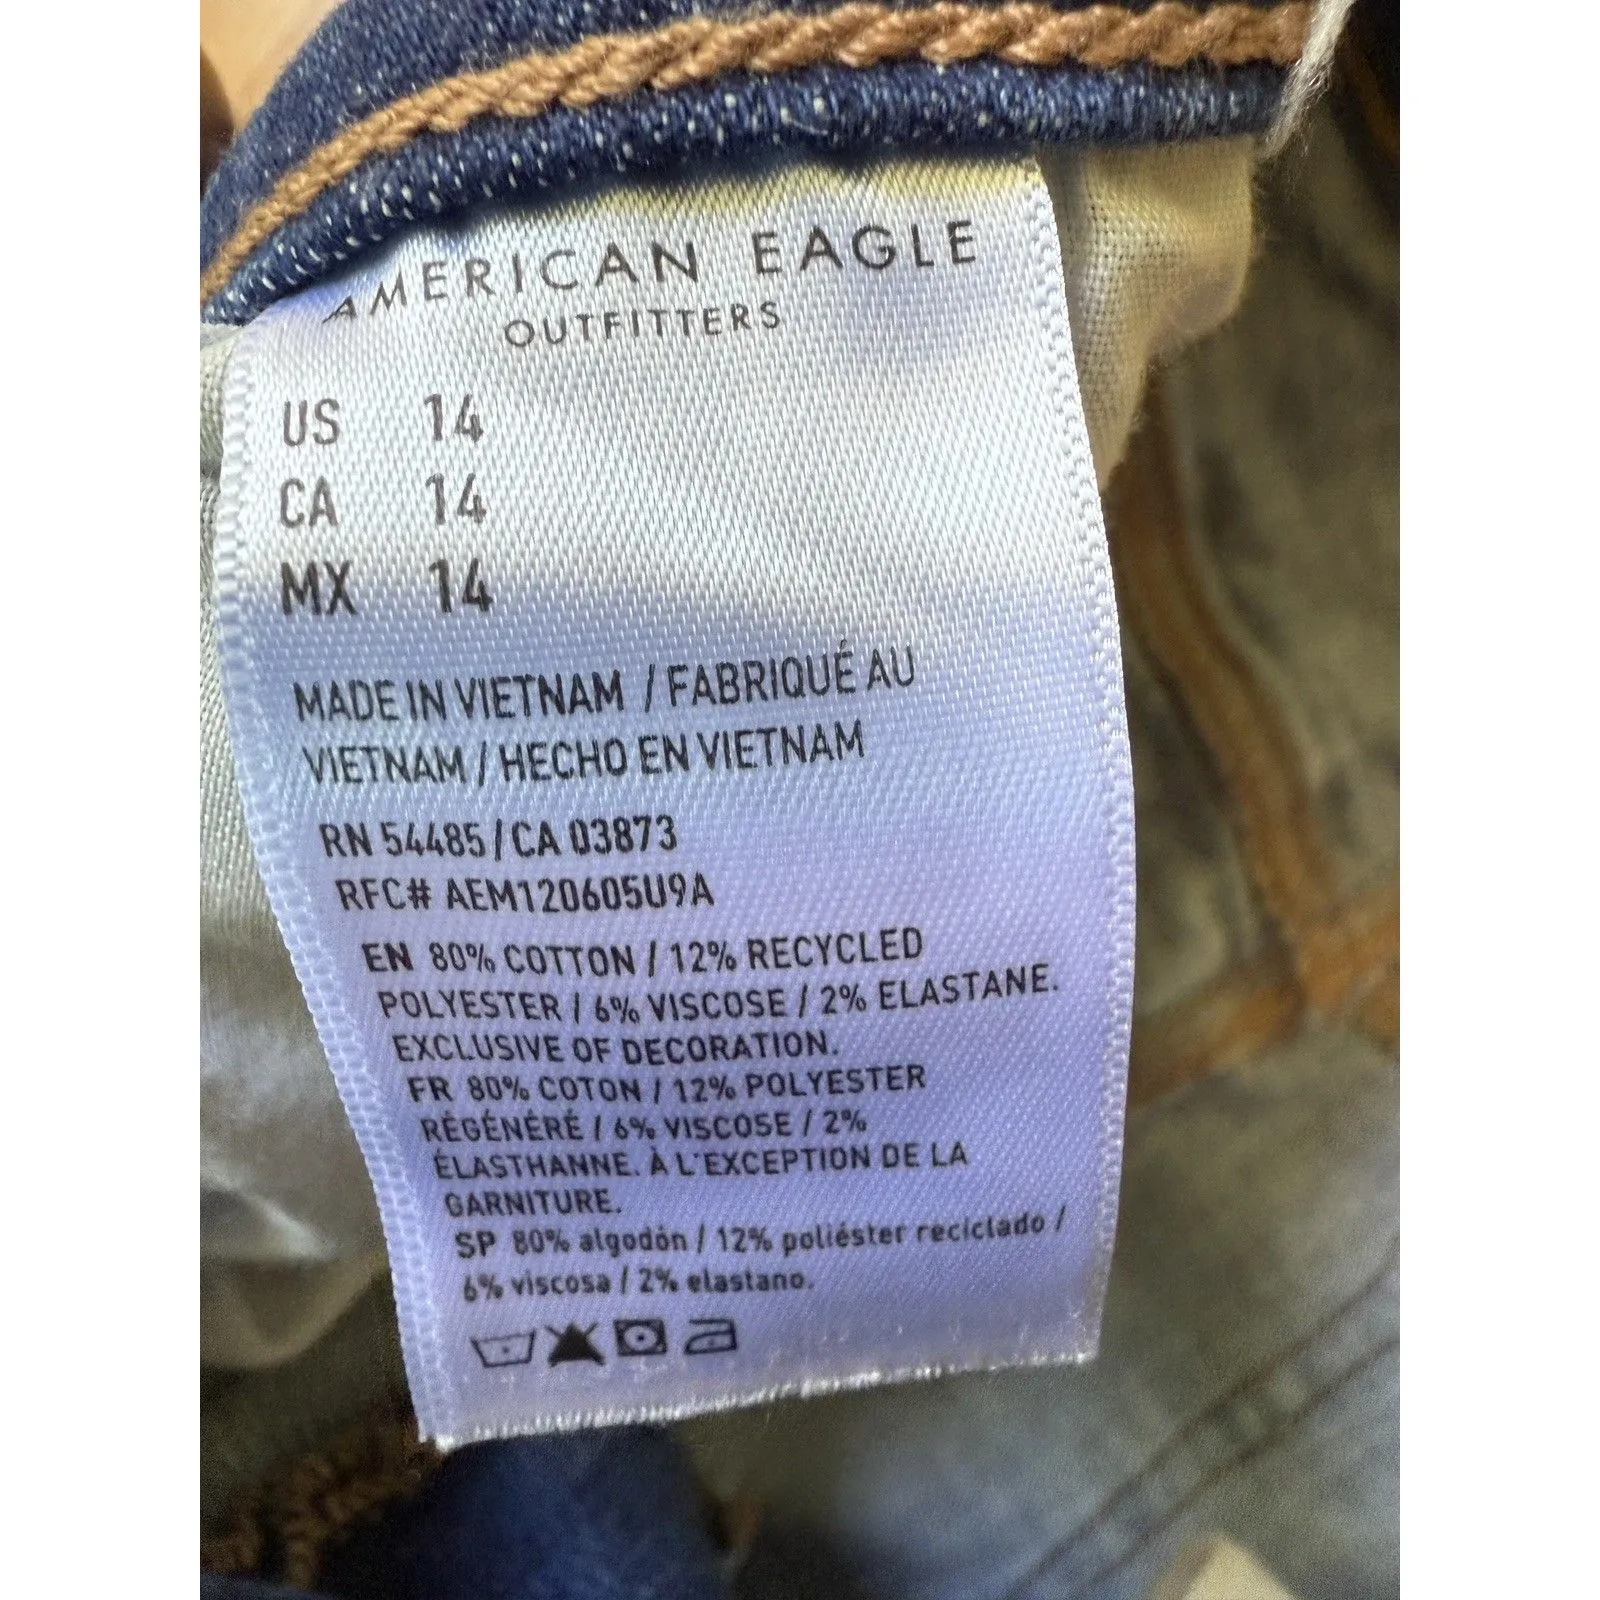 AMERICAN EAGLE
OUTFITTERS
US 14
CA 14
MX 14
MADE IN VIETNAM / FABRIQUÉ AU
VIETNAM / HECHO EN VIETNAM
RN 54485 / CA 03873
RFC# AEM120605U9A
EN 80% COTTON / 12% RECYCLED
POLYESTER / 6% VISCOSE / 2% ELASTANE.
EXCLUSIVE OF DECORATION.
FR 80% COTON / 12% POLYESTER
RÉGÉNÉRÉ / 6% VISCOSE / 2%
ÉLASTHANNE. À L'EXCEPTION DE LA
GARNITURE.
SP 80% algodón / 12% poliéster reciclado /
6% viscosa / 2% elastano.